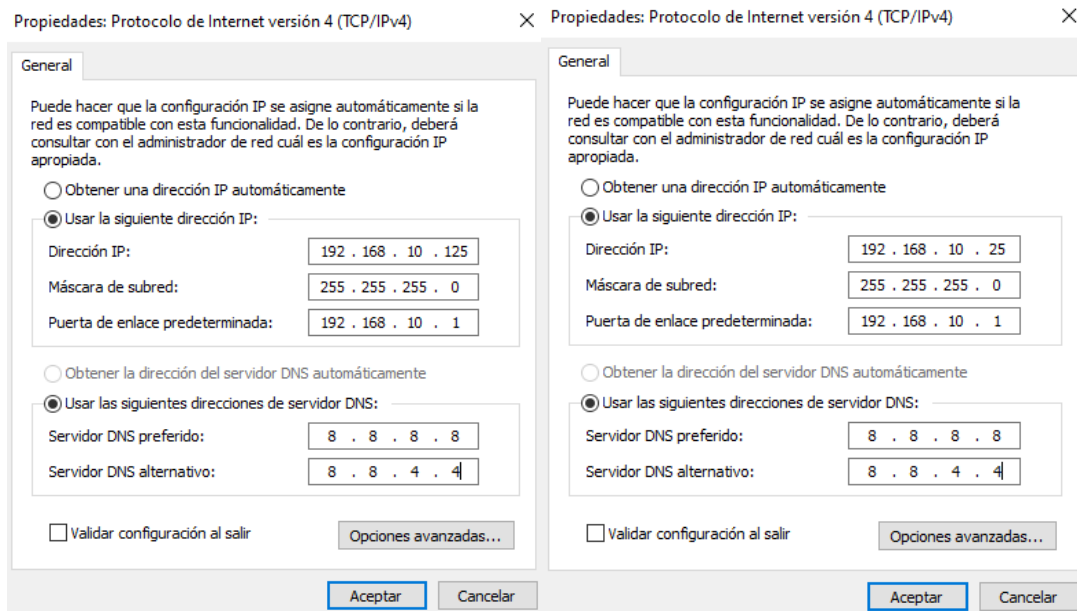 Propiedades: Protocolo de Internet versión 4 (TCP/IPv4)
General
Puede hacer que la configuración IP se asigne automáticamente si la
red es compatible con esta funcionalidad. De lo contrario, deberá
consultar con el administrador de red cuál es la configuración IP
apropiada.
Obtener una dirección IP automáticamente
Usar la siguiente dirección IP:
Dirección IP: 192 . 168 . 10 . 125
Máscara de subred: 255 . 255 . 255 . 0
Puerta de enlace predeterminada: 192 . 168 . 10 . 1
Obtener la dirección del servidor DNS automáticamente
Usar las siguientes direcciones de servidor DNS:
Servidor DNS preferido: 8 . 8 . 8 . 8
Servidor DNS alternativo: 8 . 8 . 4 . 4
Validar configuración al salir Opciones avanzadas...
Aceptar Cancelar
Propiedades: Protocolo de Internet versión 4 (TCP/IPv4)
General
Puede hacer que la configuración IP se asigne automáticamente si la
red es compatible con esta funcionalidad. De lo contrario, deberá
consultar con el administrador de red cuál es la configuración IP
apropiada.
Obtener una dirección IP automáticamente
Usar la siguiente dirección IP:
Dirección IP: 192 . 168 . 10 . 25
Máscara de subred: 255 . 255 . 255 . 0
Puerta de enlace predeterminada: 192 . 168 . 10 . 1
Obtener la dirección del servidor DNS automáticamente
Usar las siguientes direcciones de servidor DNS:
Servidor DNS preferido: 8 . 8 . 8 . 8
Servidor DNS alternativo: 8 . 8 . 4 . 4
Validar configuración al salir Opciones avanzadas...
Aceptar Cancelar